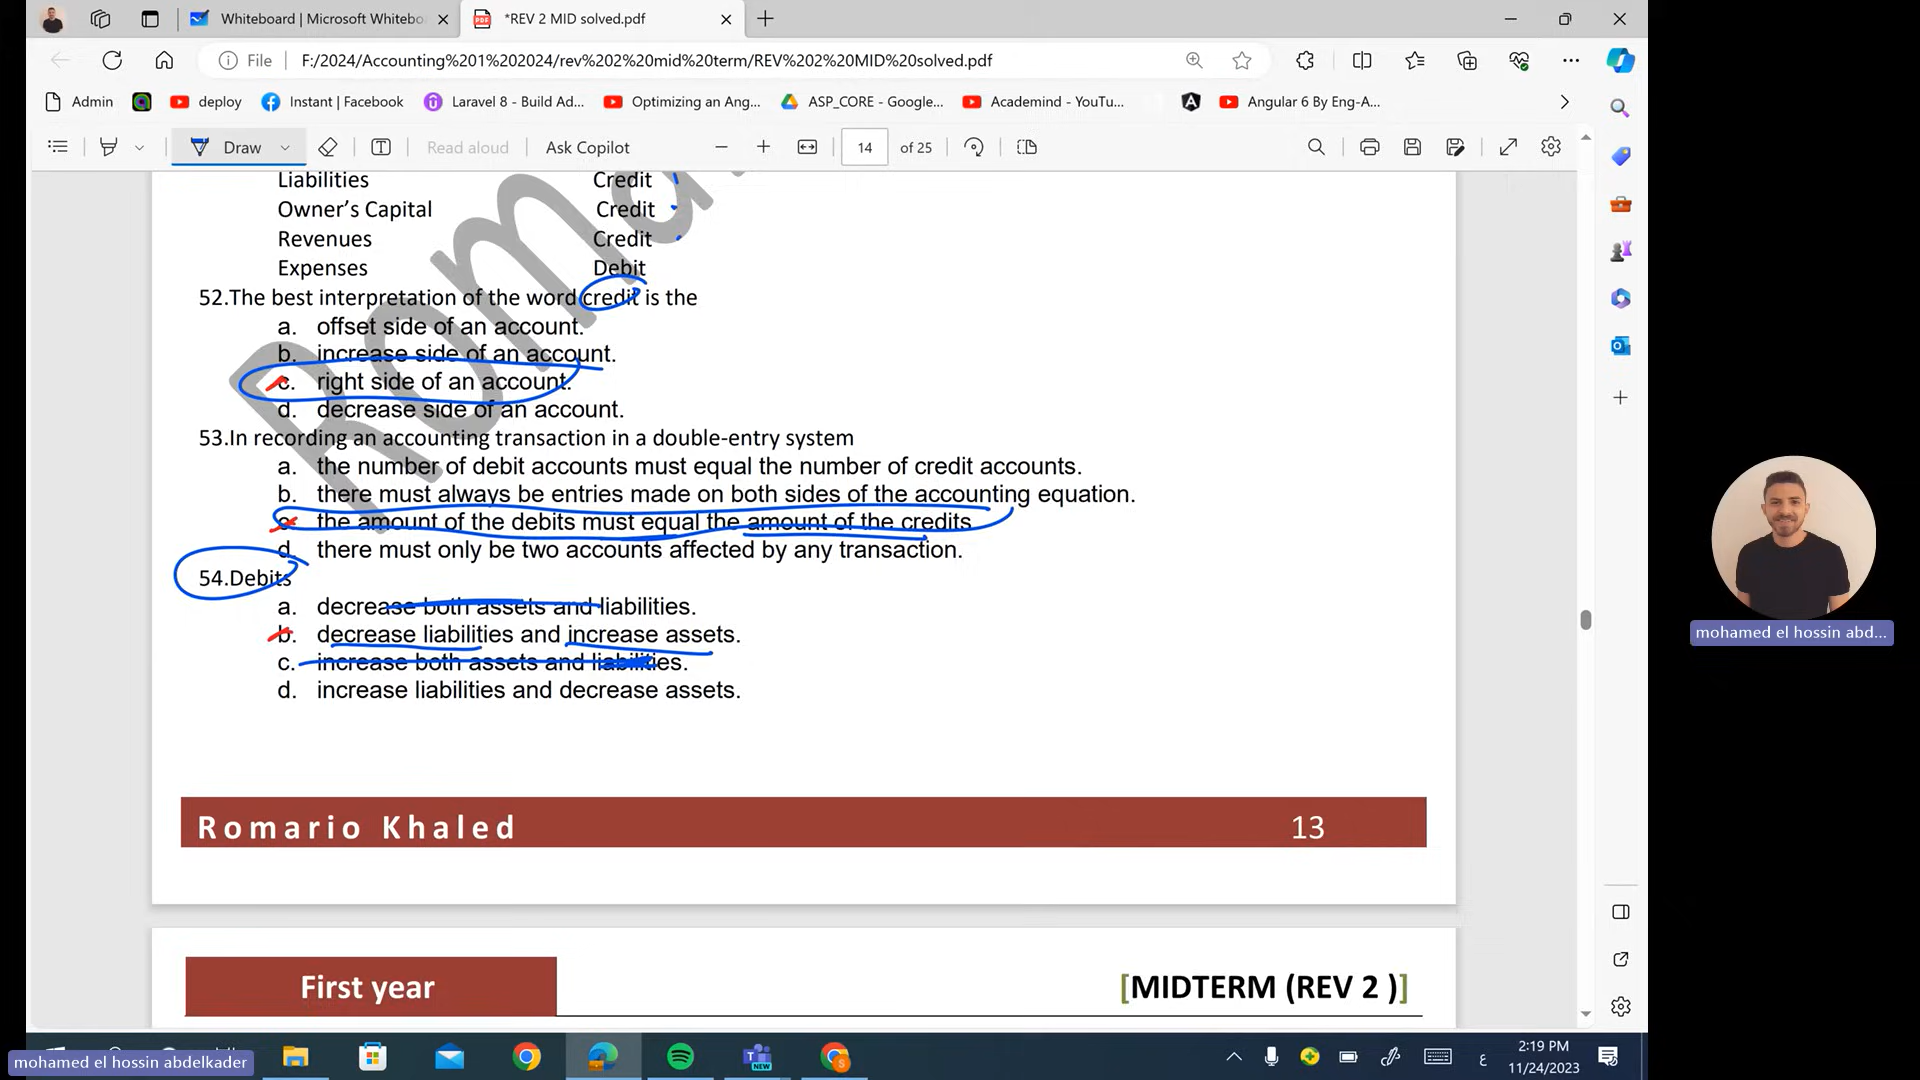 Whiteboard | Microsoft Whitebo
*REV 2 MID solved.pdf
File F:/2024/Accounting%201%202024/rev%202%20mid%20term/REV%202%20MID%20solved.pdf
Admin deploy Instant | Facebook Laravel 8 - Build Ad... Optimizing an Ang... ASP_CORE - Google... Academind - YouTu... Angular 6 By Eng-A...
Draw Read aloud Ask Copilot 14 of 25
Liabilities Credit
Owner's Capital Credit
Revenues Credit
Expenses Debit
52.The best interpretation of the word credit is the
a. offset side of an account.
b. increase side of an account.
c. right side of an account.
d. decrease side of an account.
53.In recording an accounting transaction in a double-entry system
a. the number of debit accounts must equal the number of credit accounts.
b. there must always be entries made on both sides of the accounting equation.
c. the amount of the debits must equal the amount of the credits
d. there must only be two accounts affected by any transaction.
54.Debits
a. decrease both assets and liabilities.
b. decrease liabilities and increase assets.
c. increase both assets and liabilities.
d. increase liabilities and decrease assets.
Romario Khaled 13
First year [MIDTERM (REV 2 )]
mohamed el hossin abd...
mohamed el hossin abdelkader
NEW
ع
2:19 PM
11/24/2023